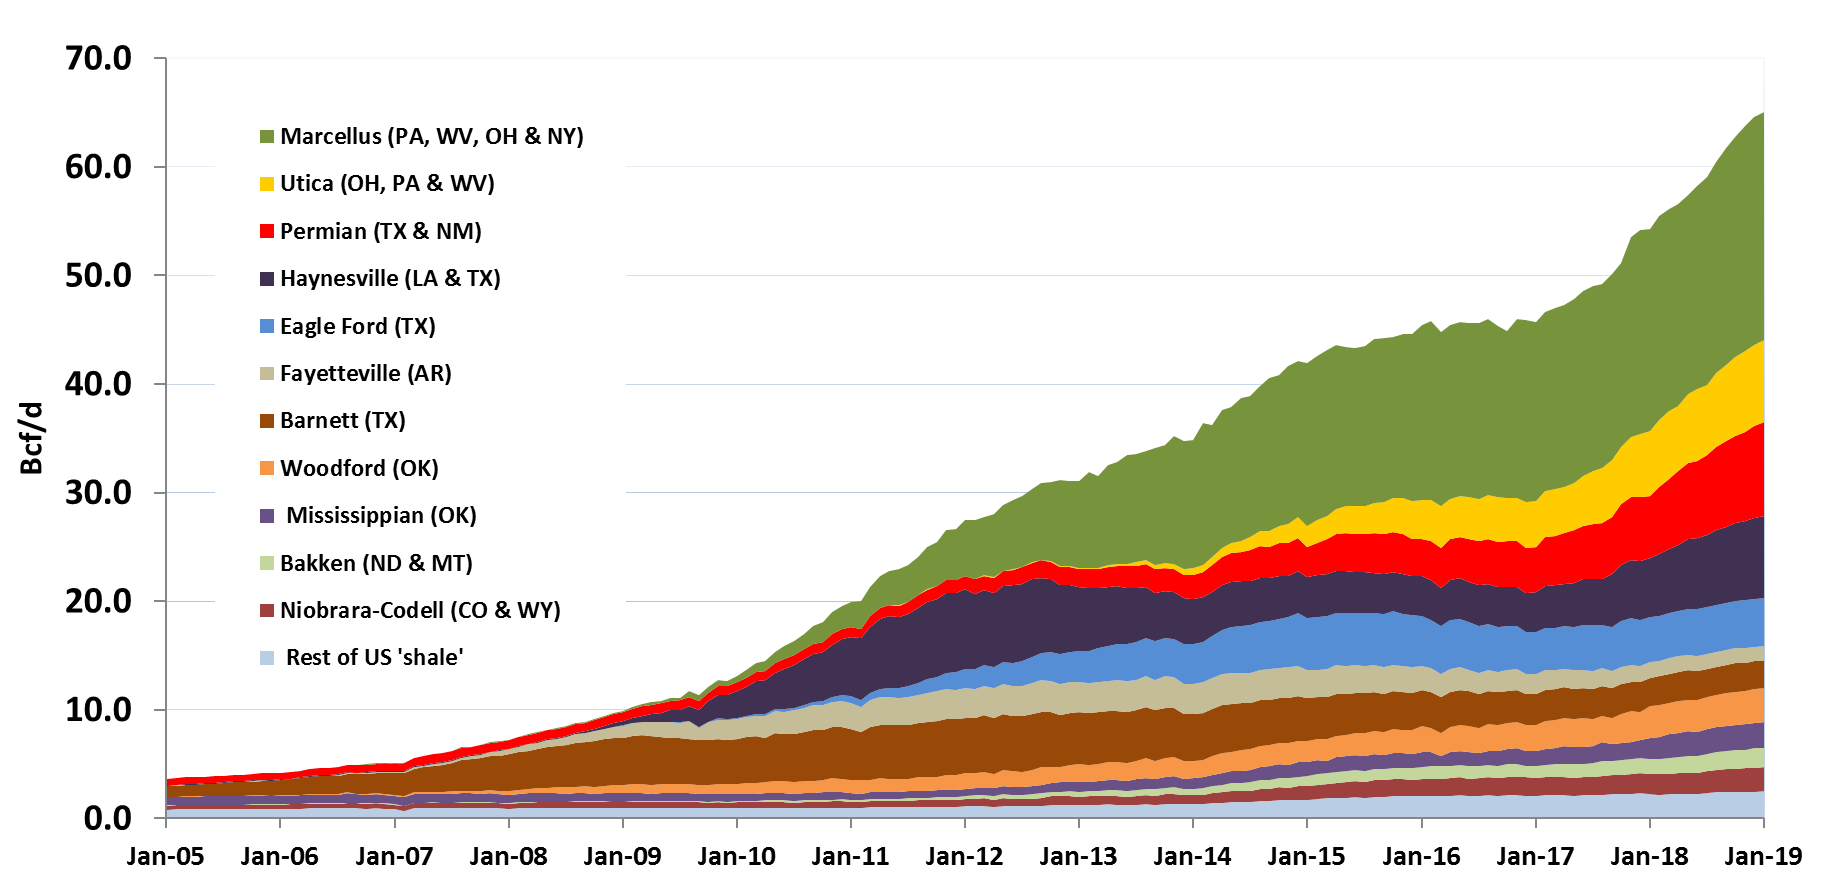 70.0
60.0
50.0
40.0
30.0
20.0
10.0
0.0
Bcf/d
Marcellus (PA, WV, OH & NY)
Utica (OH, PA & WV)
Permian (TX & NM)
Haynesville (LA & TX)
Eagle Ford (TX)
Fayetteville (AR)
Barnett (TX)
Woodford (OK)
Mississippian (OK)
Bakken (ND & MT)
Niobrara-Codell (CO & WY)
Rest of US 'shale'
Jan-05 Jan-06 Jan-07 Jan-08 Jan-09 Jan-10 Jan-11 Jan-12 Jan-13 Jan-14 Jan-15 Jan-16 Jan-17 Jan-18 Jan-19